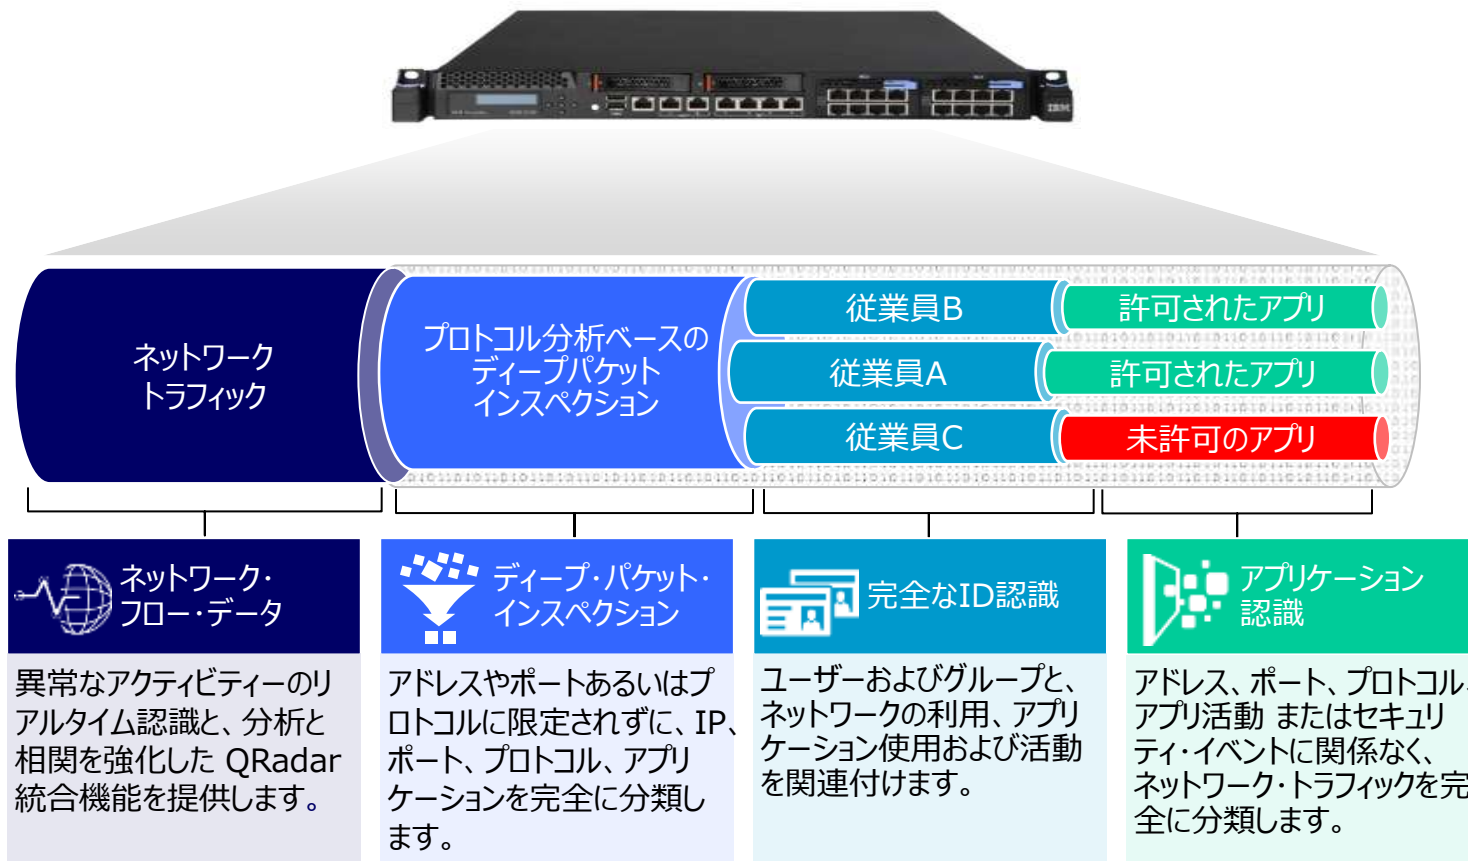 IBM
ネットワーク
トラフィック
プロトコル分析ベースの
ディープパケット
インスペクション
従業員B
許可されたアプリ
従業員A
許可されたアプリ
従業員C
未許可のアプリ
ネットワーク・
フロー・データ
異常なアクティビティーのリ
アルタイム認識と、分析と
相関を強化した QRadar
統合機能を提供します。
ディープ・パケット・
インスペクション
アドレスやポートあるいはプ
ロトコルに限定されずに、IP、
ポート、プロトコル、アプリ
ケーションを完全に分類し
ます。
完全なID認識
ユーザーおよびグループと、
ネットワークの利用、アプリ
ケーション使用および活動
を関連付けます。
アプリケーション
認識
アドレス、ポート、プロトコル、
アプリ活動 またはセキュリ
ティ・イベントに関係なく、
ネットワーク・トラフィックを完
全に分類します。